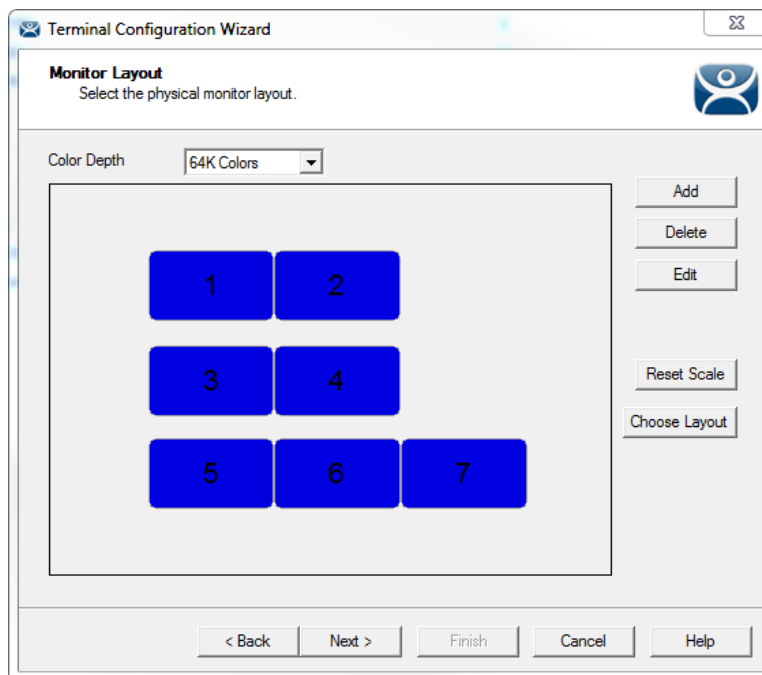 Terminal Configuration Wizard
Monitor Layout
Select the physical monitor layout.
Color Depth 64K Colors
Add
Delete
Edit
1 2
3 4
Reset Scale
Choose Layout
5 6 7
< Back Next > Finish Cancel Help